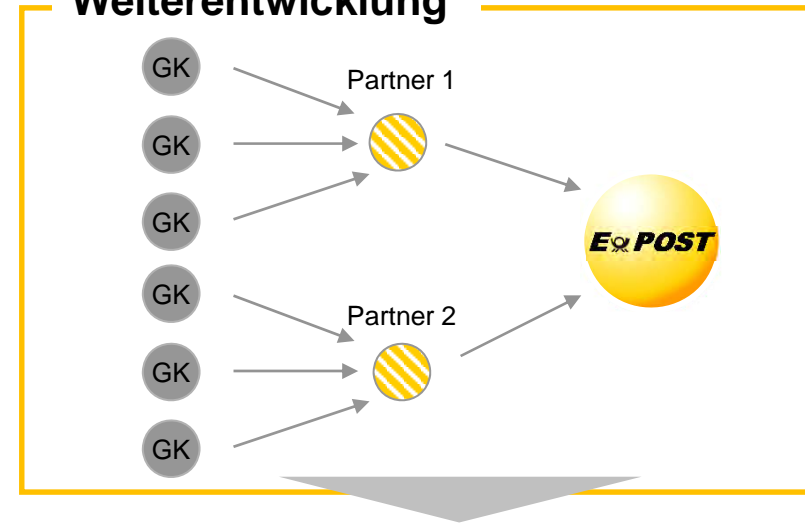 Weiterentwicklung
GK
Partner 1
GK
GK
E POST
GK
Partner 2
GK
GK